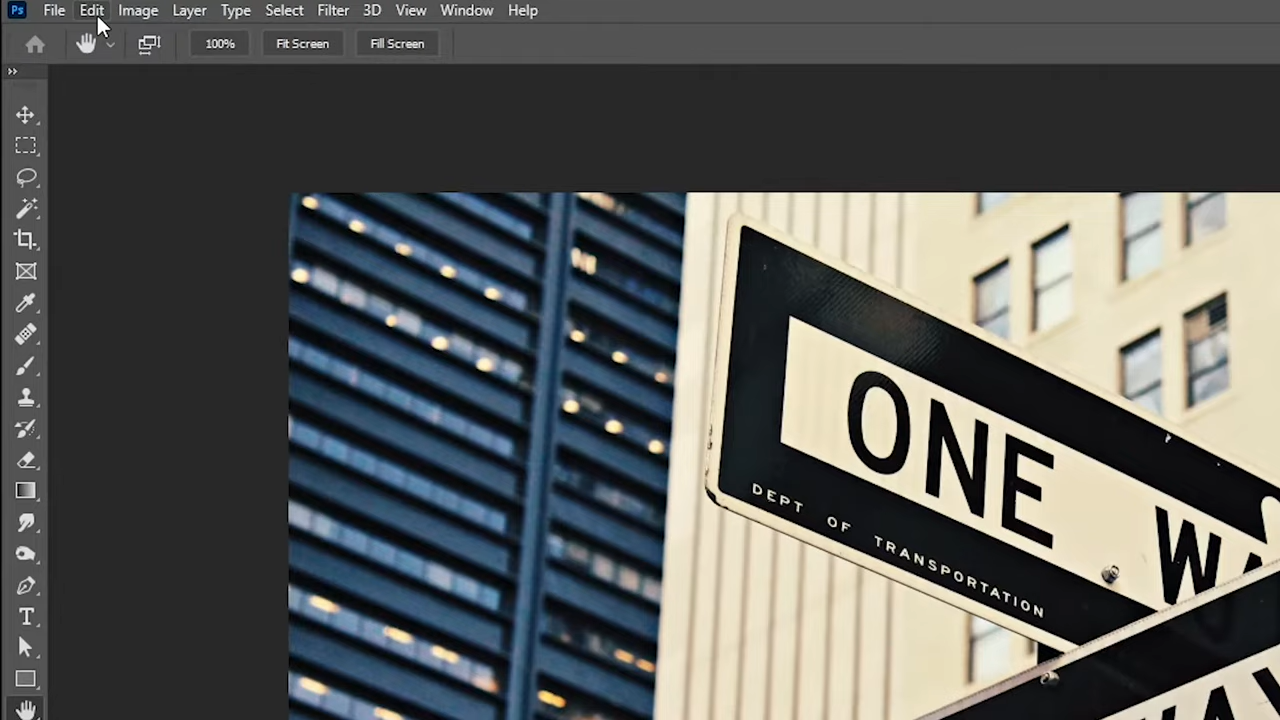 Ps File Edit Image Layer Type Select Filter 3D View Window Help
100% Fit Screen Fill Screen
ONE
DEPT OF TRANSPORTATION
T